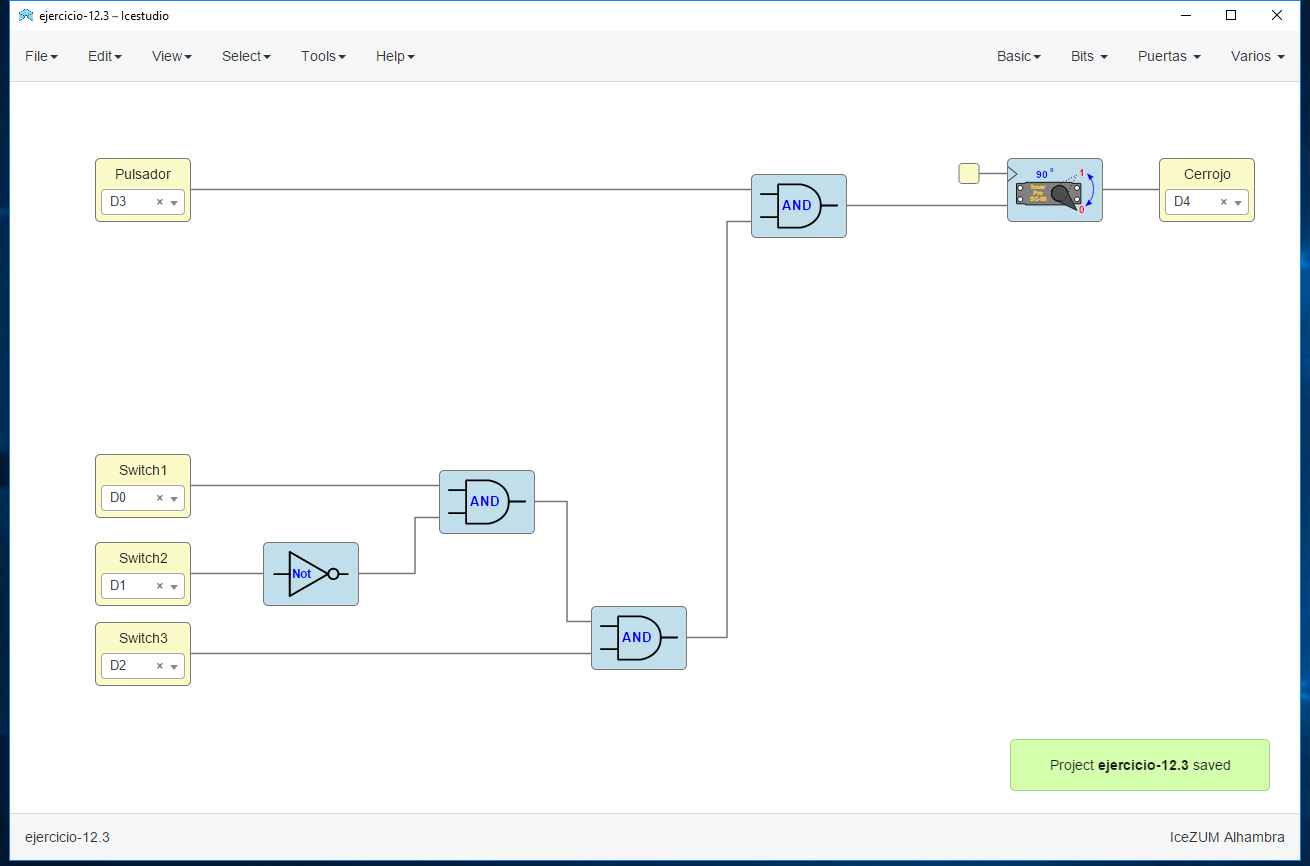 ejercicio-12.3 – Icestudio
File Edit View Select Tools Help Basic Bits Puertas Varios
Pulsador
D3 ×
AND
90 º 1
Tower
Pro
SG-90
0
Cerrojo
D4 ×
Switch1
D0 ×
AND
Switch2
D1 ×
Not
Switch3
D2 ×
AND
Project ejercicio-12.3 saved
ejercicio-12.3 IceZUM Alhambra